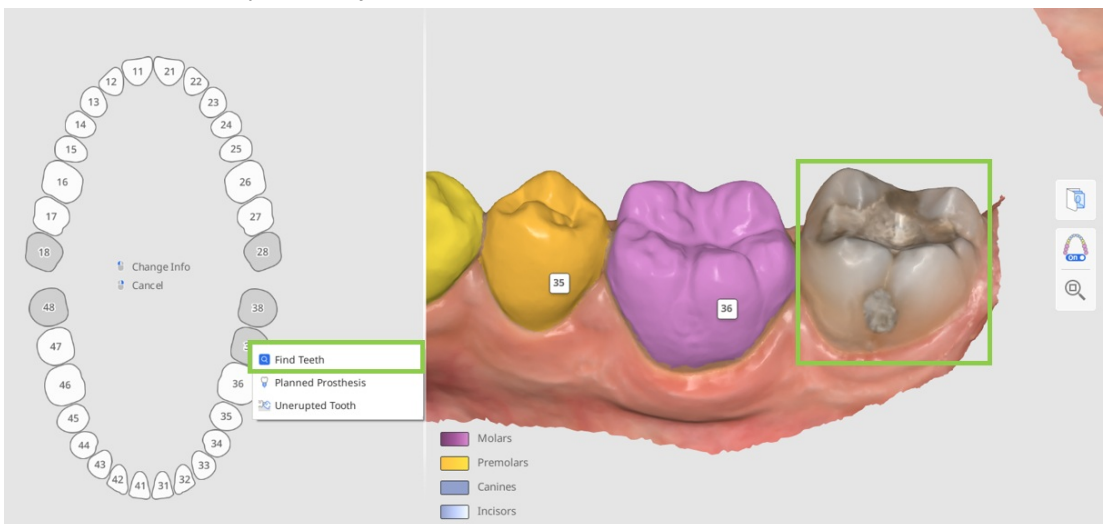 11 21
12 22
13 23
14 24
15 25
16 26
17 27
18 28
Change Info
Cancel
48 38
47
Find Teeth
Planned Prosthesis
46 36
Unerupted Tooth
45 35
44 34
43 33
42 41 31 32
35
36
ON
Molars
Premolars
Canines
Incisors